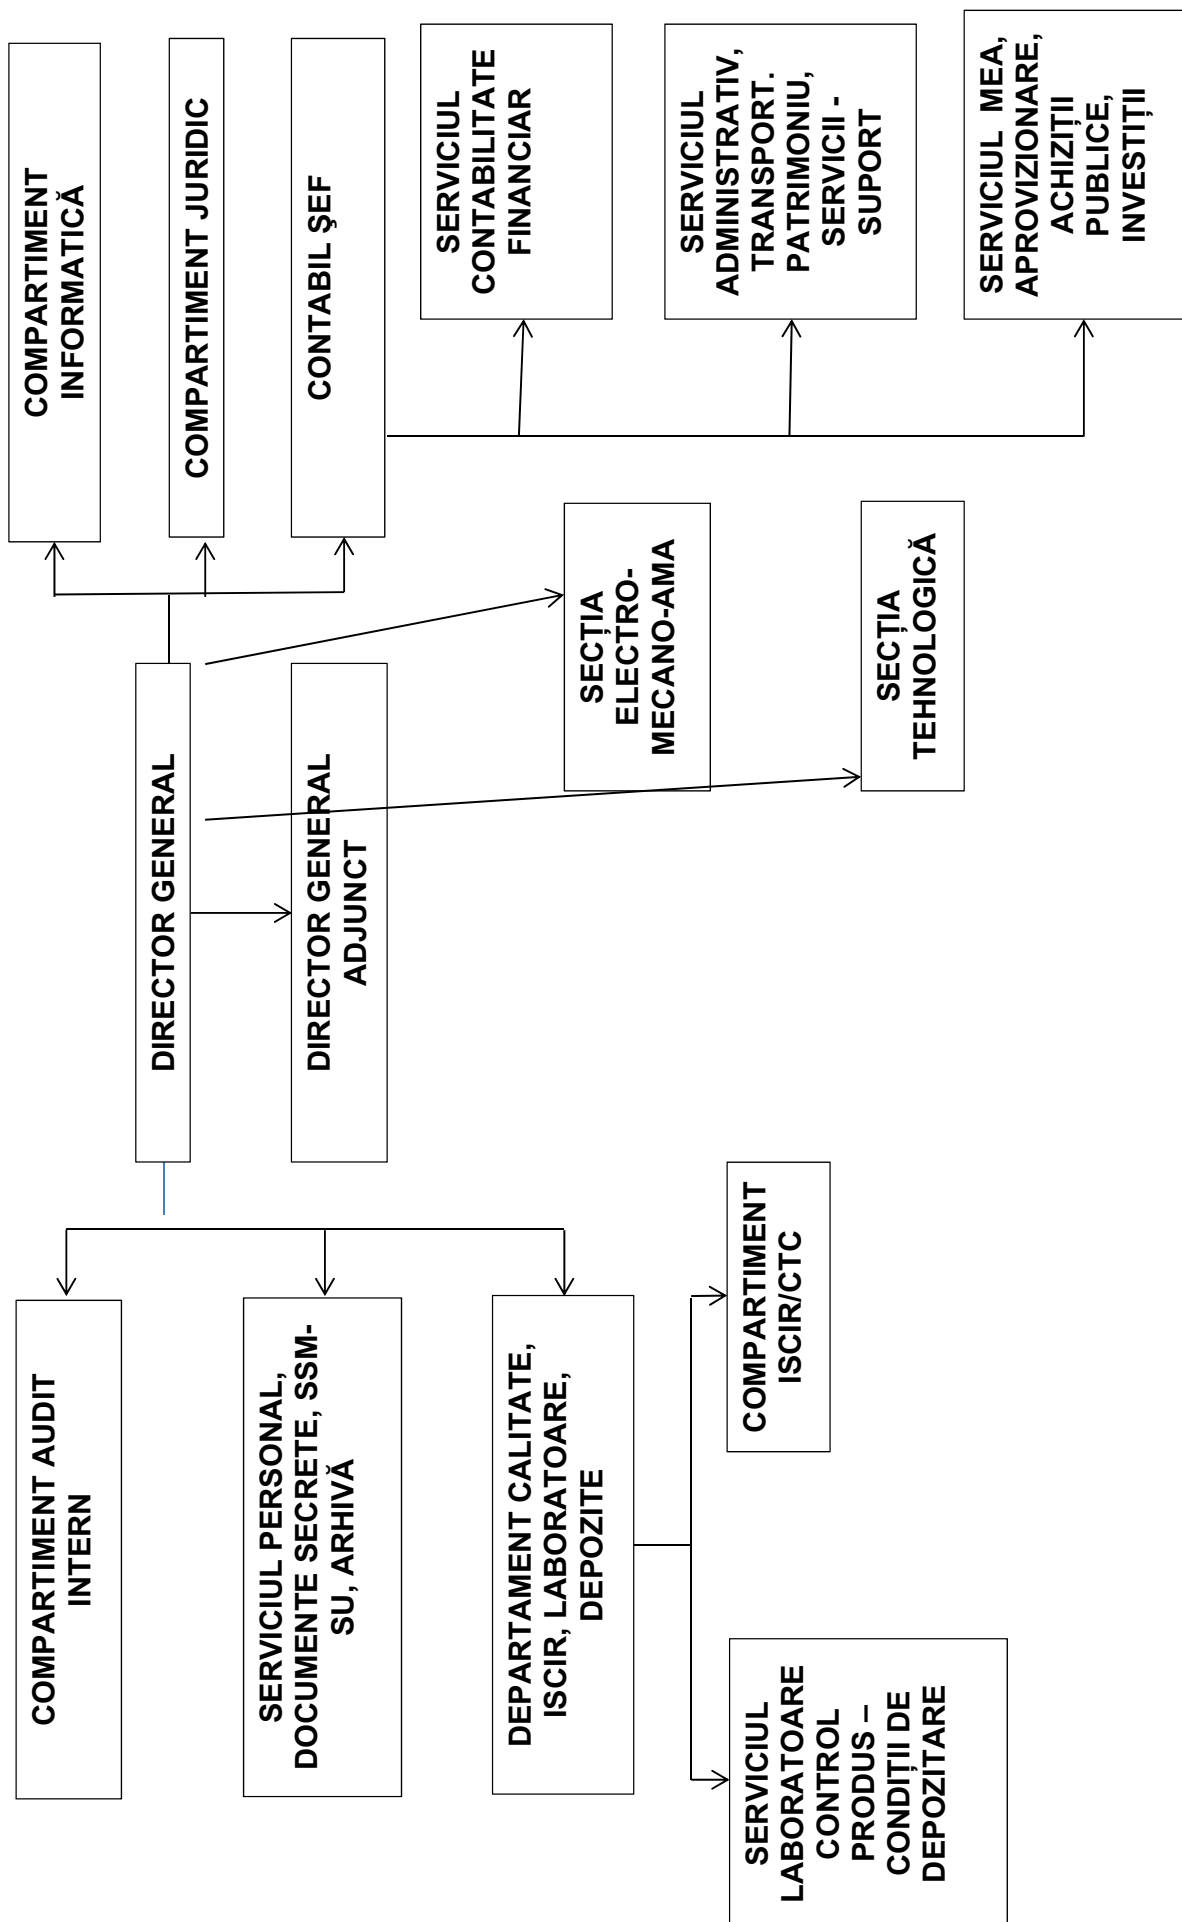 COMPARTIMENT AUDIT
INTERN
SERVICIUL PERSONAL,
DOCUMENTE SECRETE, SSM-
SU, ARHIVĂ
DEPARTAMENT CALITATE,
ISCIR, LABORATOARE,
DEPOZITE
SERVICIUL
LABORATOARE
CONTROL
PRODUS –
CONDIȚII DE
DEPOZITARE
COMPARTIMENT
ISCIR/CTC
DIRECTOR GENERAL
DIRECTOR GENERAL
ADJUNCT
SECȚIA
ELECTRO-
MECANO-AMA
SECȚIA
TEHNOLOGICĂ
COMPARTIMENT
INFORMATICĂ
COMPARTIMENT JURIDIC
CONTABIL ŞEF
SERVICIUL
CONTABILITATE
FINANCIAR
SERVICIUL
ADMINISTRATIV,
TRANSPORT.
PATRIMONIU,
SERVICII -
SUPORT
SERVICIUL MEA,
APROVIZIONARE,
ACHIZIȚII
PUBLICE,
INVESTIȚII